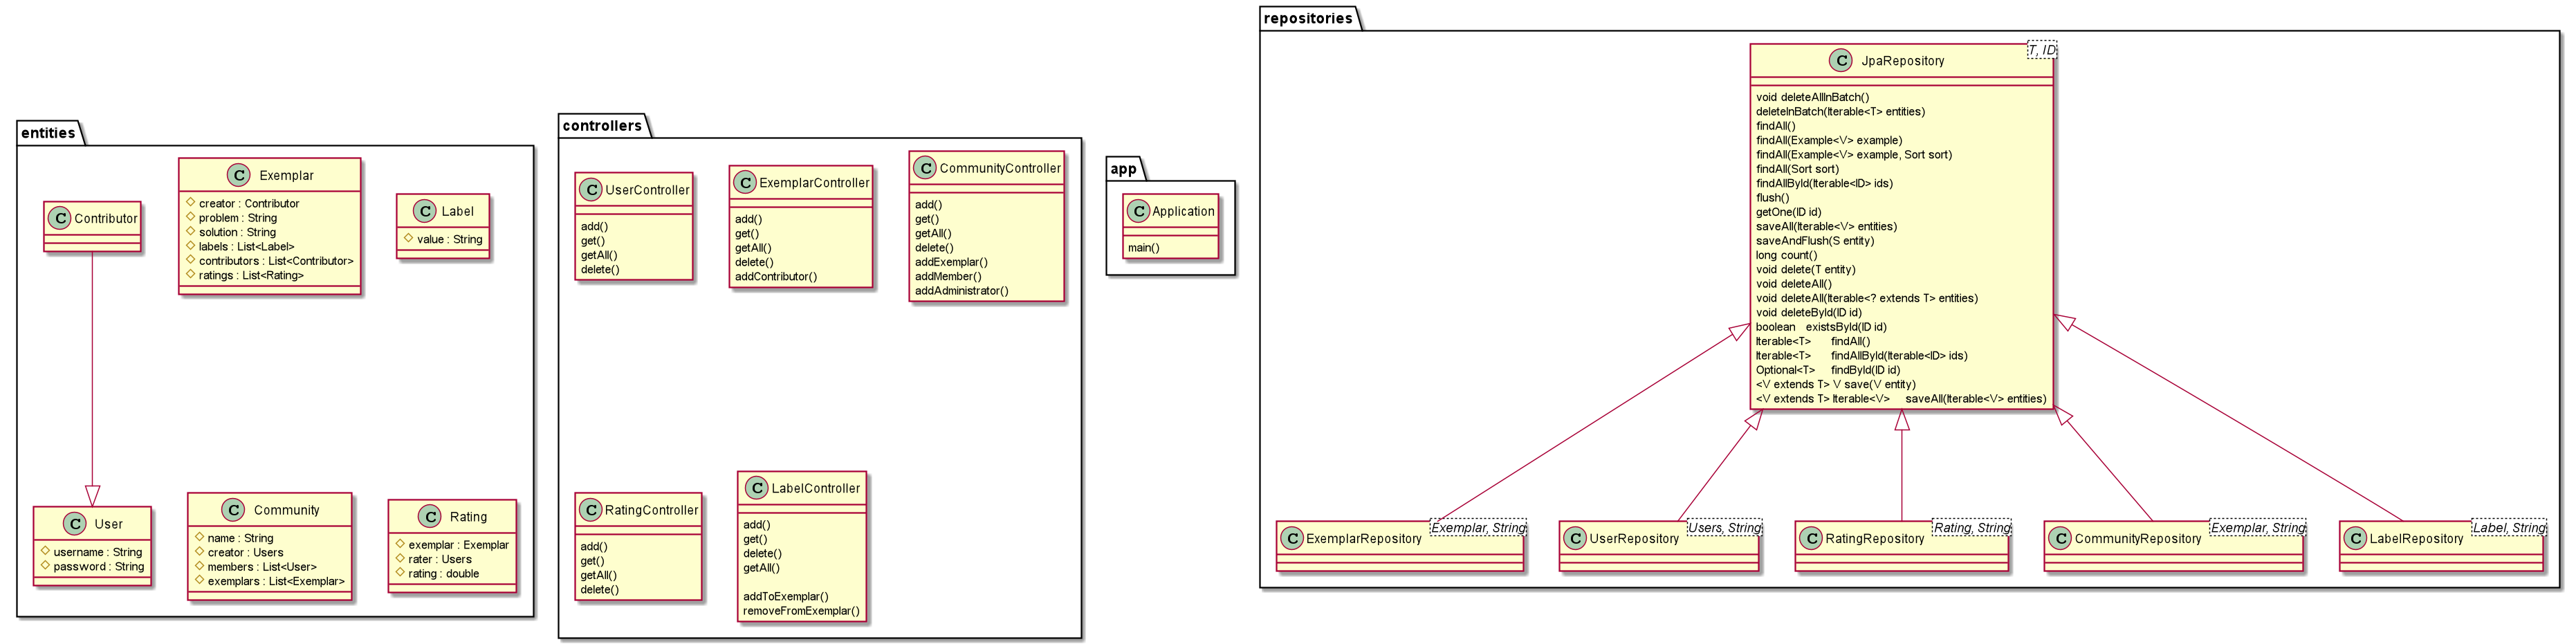 entities
C Contributor
C Exemplar
creator : Contributor
problem : String
solution : String
labels : List<Label>
contributors : List<Contributor>
ratings : List<Rating>
C Label
value : String
C User
username : String
password : String
C Community
name : String
creator : Users
members : List<User>
exemplars : List<Exemplar>
C Rating
exemplar : Exemplar
rater : Users
rating : double
controllers
C UserController
add()
get()
getAll()
delete()
C ExemplarController
add()
get()
getAll()
delete()
addContributor()
C CommunityController
add()
get()
getAll()
delete()
addExemplar()
addMember()
addAdministrator()
C RatingController
add()
get()
getAll()
delete()
C LabelController
add()
get()
delete()
getAll()
addToExemplar()
removeFromExemplar()
app
C Application
main()
repositories
C JpaRepository
T, ID
void deleteAllInBatch()
deleteInBatch(Iterable<T> entities)
findAll()
findAll(Example<V> example)
findAll(Example<V> example, Sort sort)
findAll(Sort sort)
findAllById(Iterable<ID> ids)
flush()
getOne(ID id)
saveAll(Iterable<V> entities)
saveAndFlush(S entity)
long count()
void delete(T entity)
void deleteAll()
void deleteAll(Iterable<? extends T> entities)
void deleteById(ID id)
boolean existsById(ID id)
Iterable<T> findAll()
Iterable<T> findAllById(Iterable<ID> ids)
Optional<T> findById(ID id)
<V extends T> V save(V entity)
<V extends T> Iterable<V> saveAll(Iterable<V> entities)
C ExemplarRepository
Exemplar, String
C UserRepository
Users, String
C RatingRepository
Rating, String
C CommunityRepository
Exemplar, String
C LabelRepository
Label, String